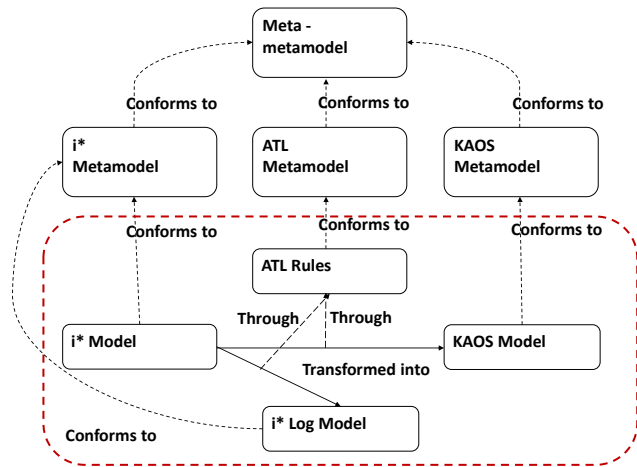 Meta -
metamodel
Conforms to
Conforms to
Conforms to
i*
Metamodel
ATL
Metamodel
KAOS
Metamodel
Conforms to
Conforms to
Conforms to
ATL Rules
Through
Through
i* Model
KAOS Model
Transformed into
i* Log Model
Conforms to